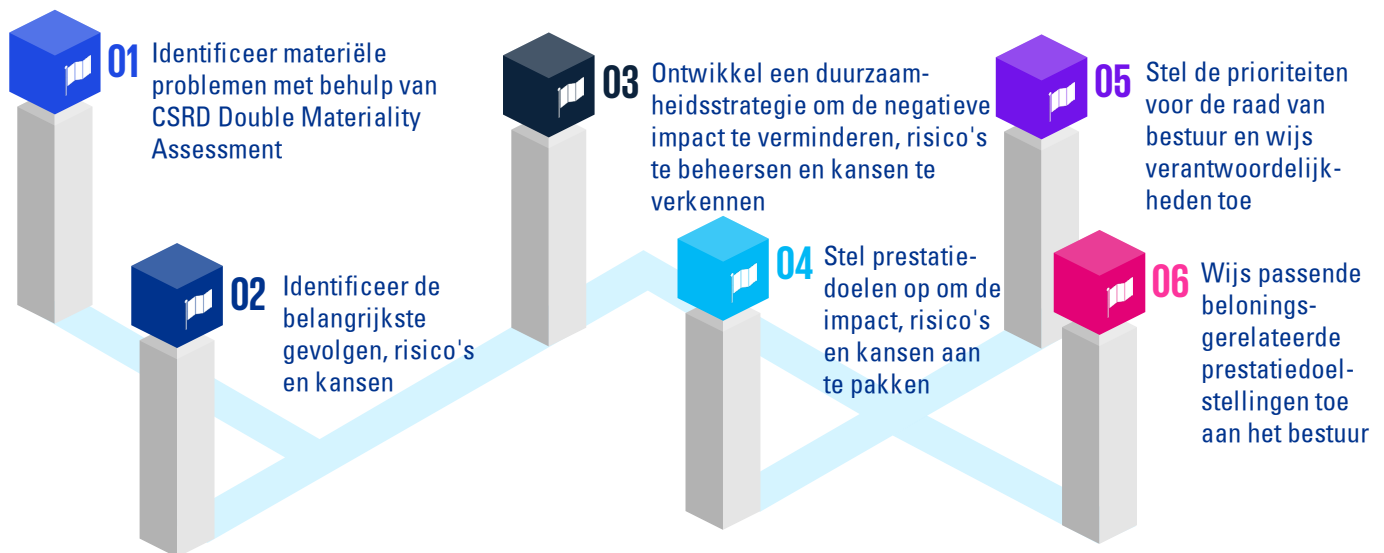 01
Identificeer materiële
problemen met behulp van
CSRD Double Materiality
Assessment
02
Identificeer de
belangrijkste
gevolgen, risico's
en kansen
03
Ontwikkel een duurzaam-
heidsstrategie om de negatieve
impact te verminderen, risico's
te beheersen en kansen te
verkennen
04
Stel prestatie-
doelen op om de
impact, risico's
en kansen aan
te pakken
05
Stel de prioriteiten
voor de raad van
bestuur en wijs
verantwoordelijk-
heden toe
06
Wijs passende
belonings-
gerelateerde
prestatiedoel-
stellingen toe
aan het bestuur